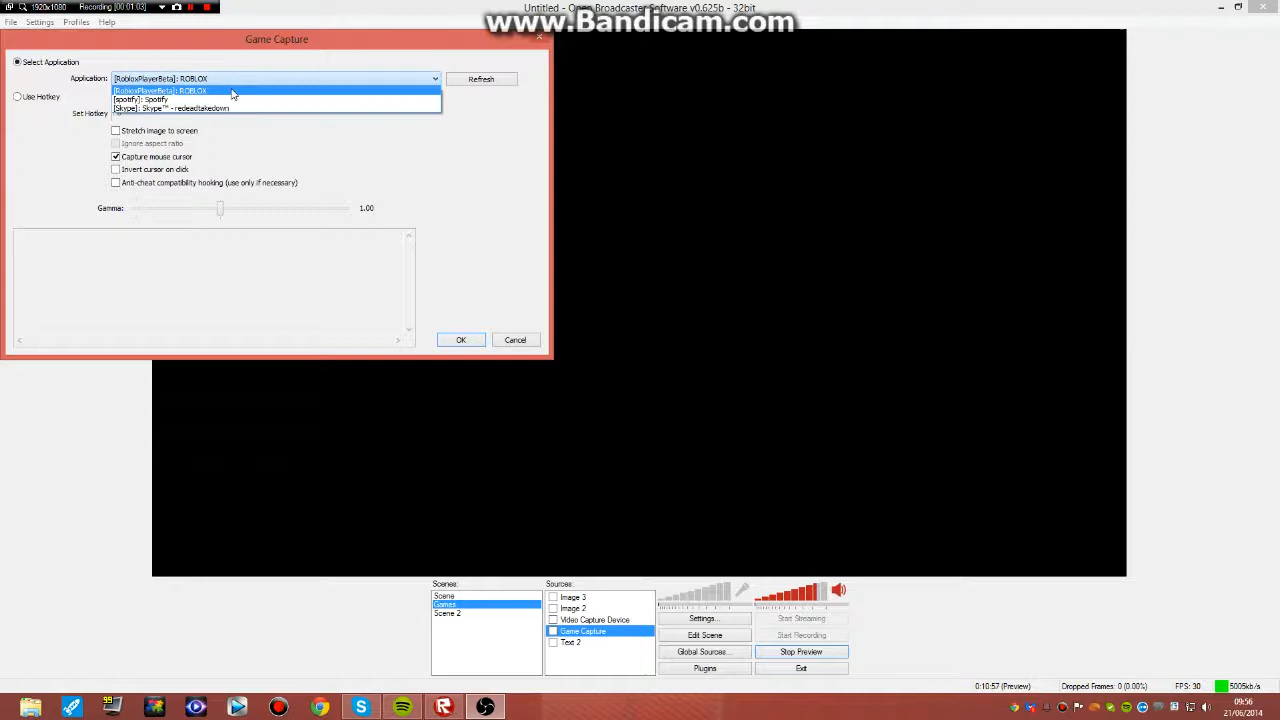 1920x1080 Recording [00:01:03]
Untitled - Open Broadcaster Software v0.625b - 32bit
www.Bandicam.com
File Settings Profiles Help
Game Capture
Select Application
Application: [RobloxPlayerBeta]: ROBLOX Refresh
[RobloxPlayerBeta]: ROBLOX
[spotify]: Spotify
[Skype]: Skype™ - redeadtakedown
Use Hotkey
Set Hotkey
Stretch image to screen
Ignore aspect ratio
Capture mouse cursor
Invert cursor on click
Anti-cheat compatibility hooking (use only if necessary)
Gamma: 1.00
OK Cancel
Scenes: Sources:
Scene
Games
Scene 2
Image 3
Image 2
Video Capture Device
Game Capture
Text 2
Settings... Start Streaming
Edit Scene Start Recording
Global Sources... Stop Preview
Plugins Exit
0:10:57 (Preview) Dropped Frames: 0 (0.00%) FPS: 30 5005kb/s
09:56
21/06/2014